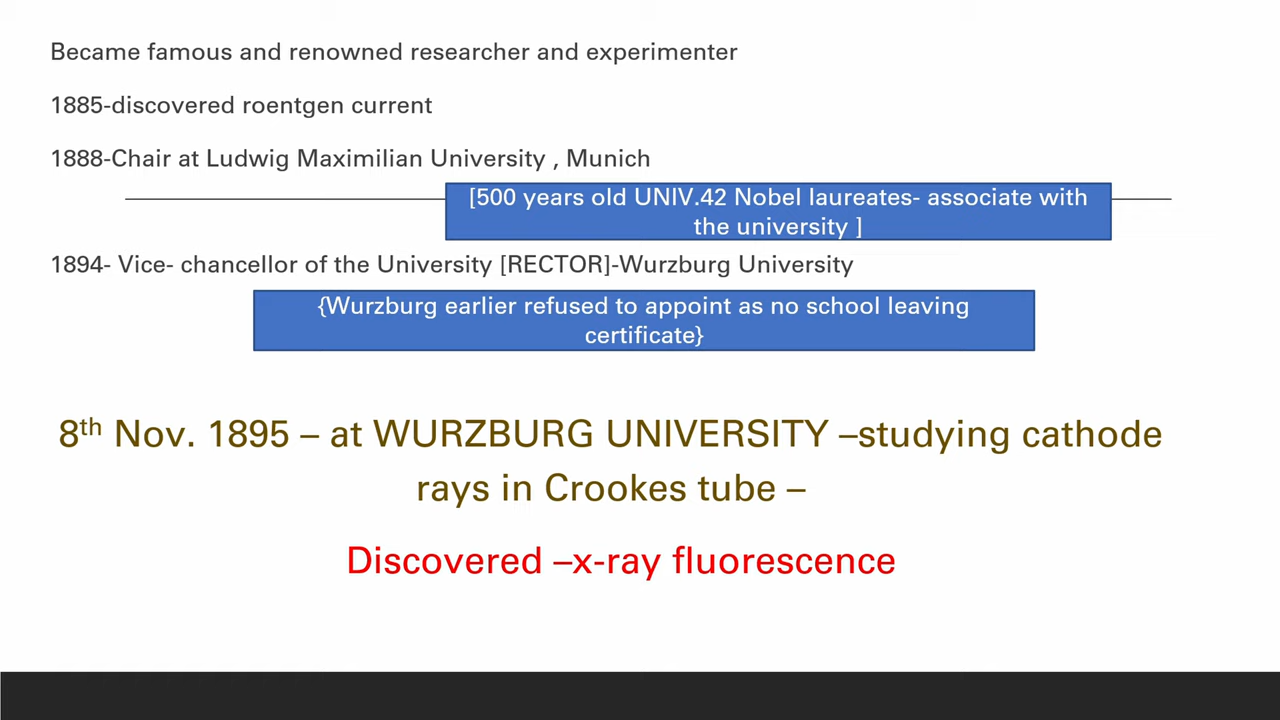 Became famous and renowned researcher and experimenter
1885-discovered roentgen current
1888-Chair at Ludwig Maximilian University , Munich
[500 years old UNIV.42 Nobel laureates- associate with
the university ]
1894- Vice- chancellor of the University [RECTOR]-Wurzburg University
{Wurzburg earlier refused to appoint as no school leaving
certificate}
8th Nov. 1895 – at WURZBURG UNIVERSITY –studying cathode
rays in Crookes tube –
Discovered –x-ray fluorescence